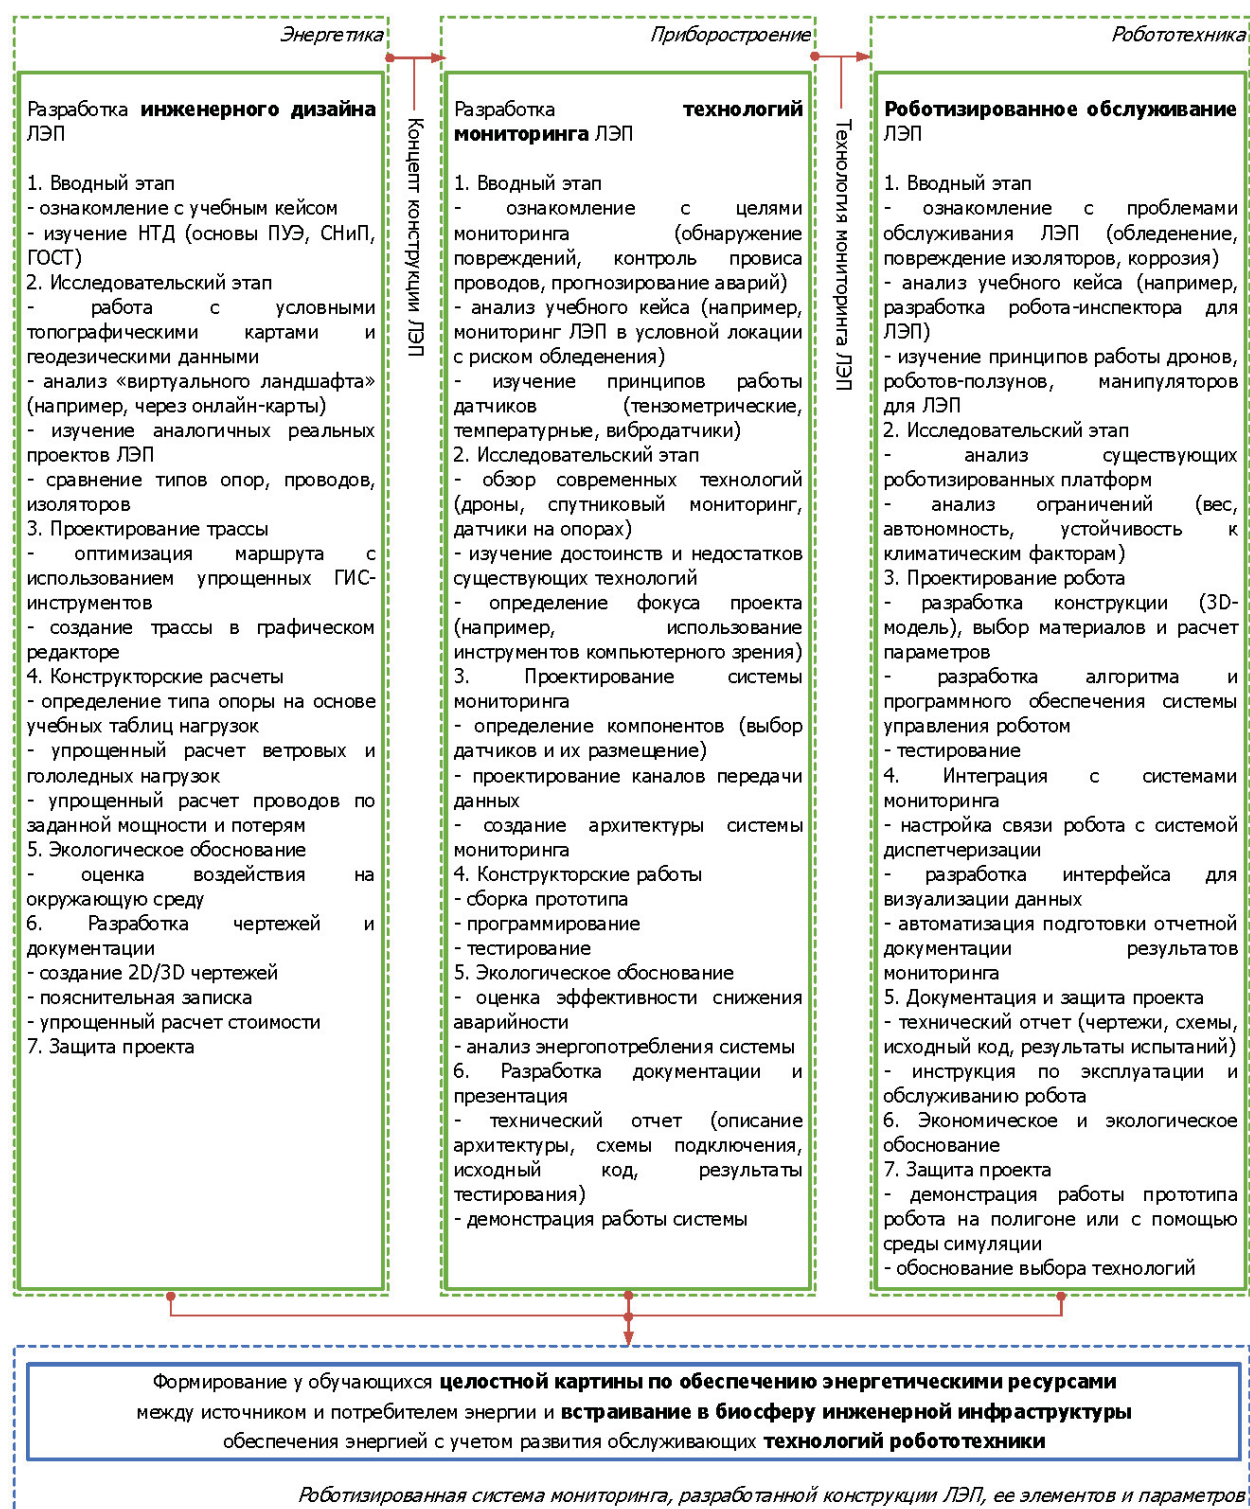 Энергетика
Разработка инженерного дизайна
ЛЭП
1. Вводный этап
- ознакомление с учебным кейсом
- изучение НТД (основы ПУЭ, СНиП,
ГОСТ)
2. Исследовательский этап
- работа с условными
топографическими картами и
геодезическими данными
- анализ «виртуального ландшафта»
(например, через онлайн-карты)
- изучение аналогичных реальных
проектов ЛЭП
- сравнение типов опор, проводов,
изоляторов
3. Проектирование трассы
- оптимизация маршрута с
использованием упрощенных ГИС-
инструментов
- создание трассы в графическом
редакторе
4. Конструкторские расчеты
- определение типа опоры на основе
учебных таблиц нагрузок
- упрощенный расчет ветровых и
гололедных нагрузок
- упрощенный расчет проводов по
заданной мощности и потерям
5. Экологическое обоснование
- оценка воздействия на
окружающую среду
6. Разработка чертежей и
документации
- создание 2D/3D чертежей
- пояснительная записка
- упрощенный расчет стоимости
7. Защита проекта
Концепт конструкции ЛЭП
Приборостроение
Разработка технологий
мониторинга ЛЭП
1. Вводный этап
- ознакомление с целями
мониторинга (обнаружение
повреждений, контроль провиса
проводов, прогнозирование аварий)
- анализ учебного кейса (например,
мониторинг ЛЭП в условной локации
с риском обледенения)
- изучение принципов работы
датчиков (тензометрические,
температурные, вибродатчики)
2. Исследовательский этап
- обзор современных технологий
(дроны, спутниковый мониторинг,
датчики на опорах)
- изучение достоинств и недостатков
существующих технологий
- определение фокуса проекта
(например, использование
инструментов компьютерного зрения)
3. Проектирование системы
мониторинга
- определение компонентов (выбор
датчиков и их размещение)
- проектирование каналов передачи
данных
- создание архитектуры системы
мониторинга
4. Конструкторские работы
- сборка прототипа
- программирование
- тестирование
5. Экологическое обоснование
- оценка эффективности снижения
аварийности
- анализ энергопотребления системы
6. Разработка документации и
презентация
- технический отчет (описание
архитектуры, схемы подключения,
исходный код, результаты
тестирования)
- демонстрация работы системы
Технология мониторинга ЛЭП
Робототехника
Роботизированное обслуживание
ЛЭП
1. Вводный этап
- ознакомление с проблемами
обслуживания ЛЭП (обледенение,
повреждение изоляторов, коррозия)
- анализ учебного кейса (например,
разработка робота-инспектора для
ЛЭП)
- изучение принципов работы дронов,
роботов-ползунов, манипуляторов
для ЛЭП
2. Исследовательский этап
- анализ существующих
роботизированных платформ
- анализ ограничений (вес,
автономность, устойчивость к
климатическим факторам)
3. Проектирование робота
- разработка конструкции (3D-
модель), выбор материалов и расчет
параметров
- разработка алгоритма и
программного обеспечения системы
управления роботом
- тестирование
4. Интеграция с системами
мониторинга
- настройка связи робота с системой
диспетчеризации
- разработка интерфейса для
визуализации данных
- автоматизация подготовки отчетной
документации результатов
мониторинга
5. Документация и защита проекта
- технический отчет (чертежи, схемы,
исходный код, результаты испытаний)
- инструкция по эксплуатации и
обслуживанию робота
6. Экономическое и экологическое
обоснование
7. Защита проекта
- демонстрация работы прототипа
робота на полигоне или с помощью
среды симуляции
- обоснование выбора технологий
Формирование у обучающихся целостной картины по обеспечению энергетическими ресурсами
между источником и потребителем энергии и встраивание в биосферу инженерной инфраструктуры
обеспечения энергией с учетом развития обслуживающих технологий робототехники
Роботизированная система мониторинга, разработанной конструкции ЛЭП, ее элементов и параметров